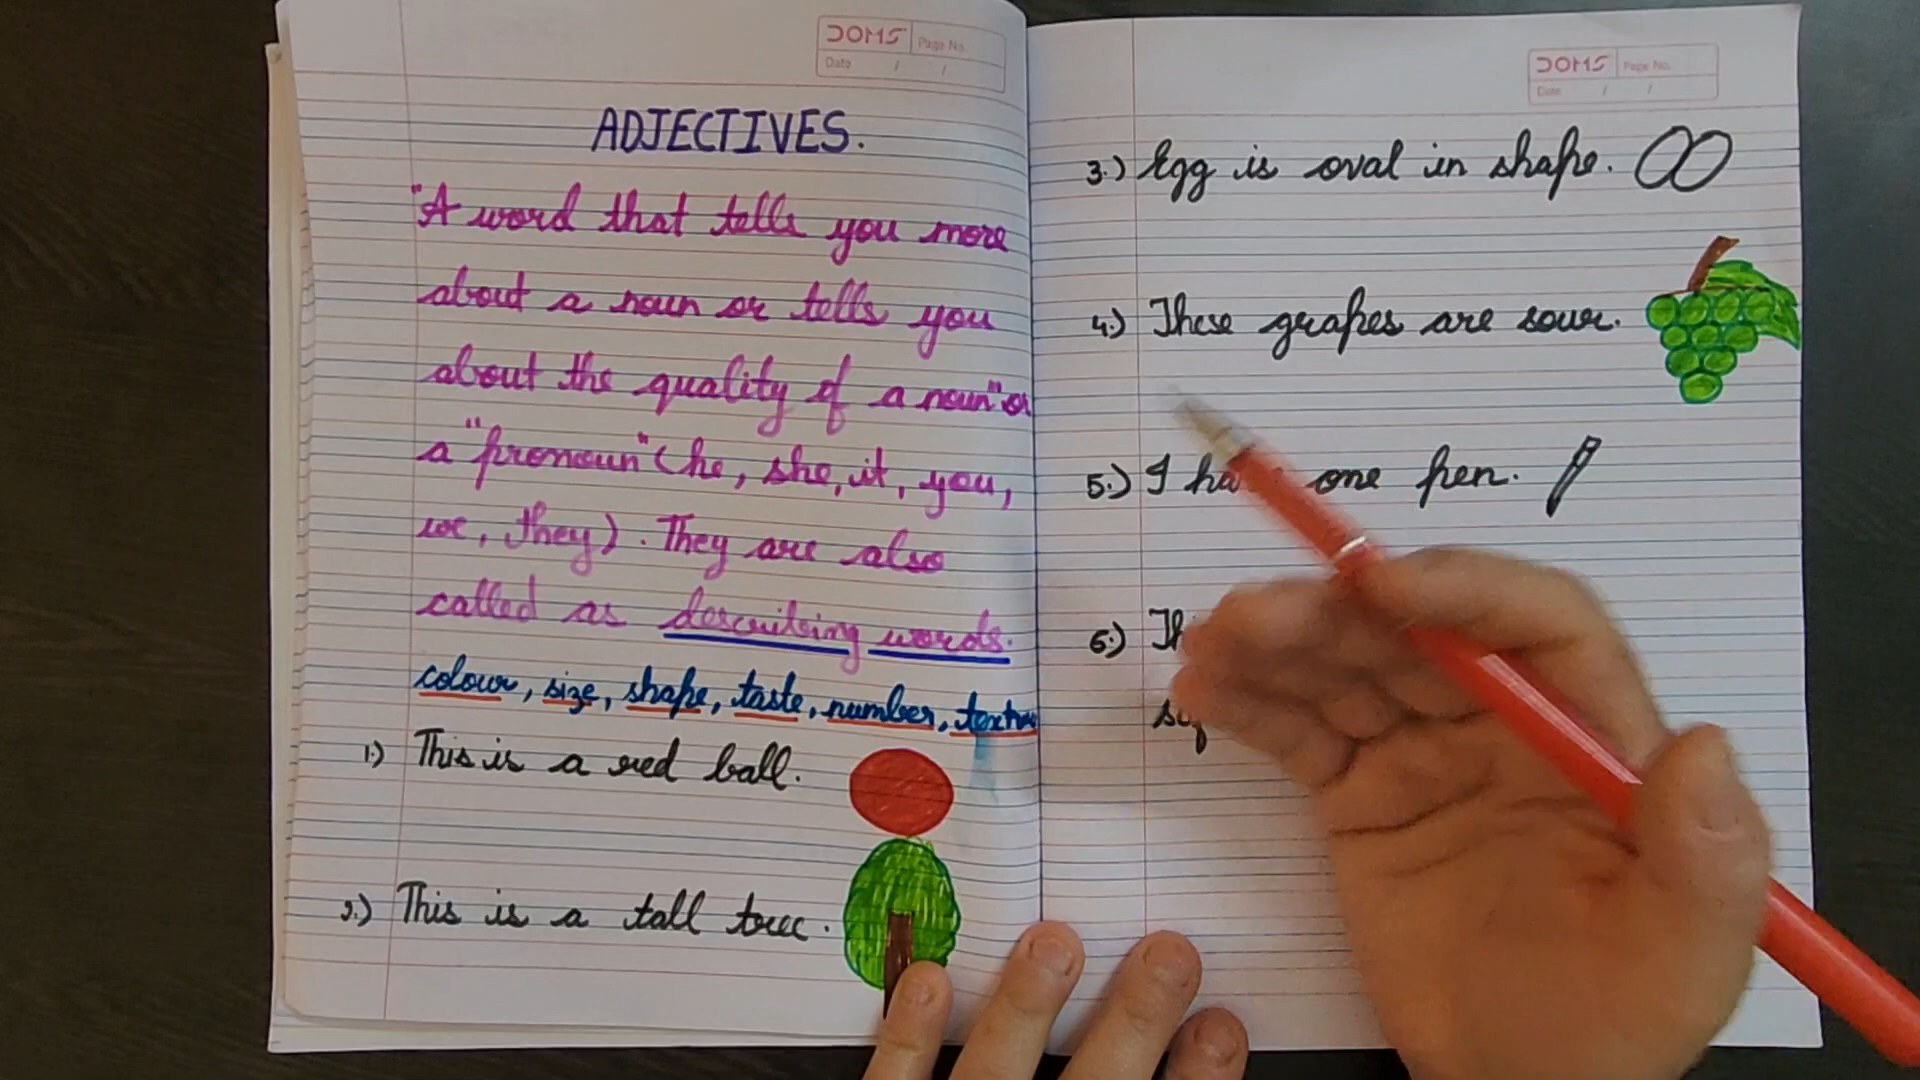 DOMS Page No.
Date / /
ADJECTIVES.
"A word that tells you more
about a noun or tells you
about the quality of a noun" or
a "pronoun" (he, she, it, you,
we, they). They are also
called as describing words.
colour, size, shape, taste, number,
1.) This is a red ball.
2.) This is a tall tree.
DOMS Page No.
Date / /
3.) Egg is oval in shape.
4.) These grapes are sour.
5.) I one pen.
6.)